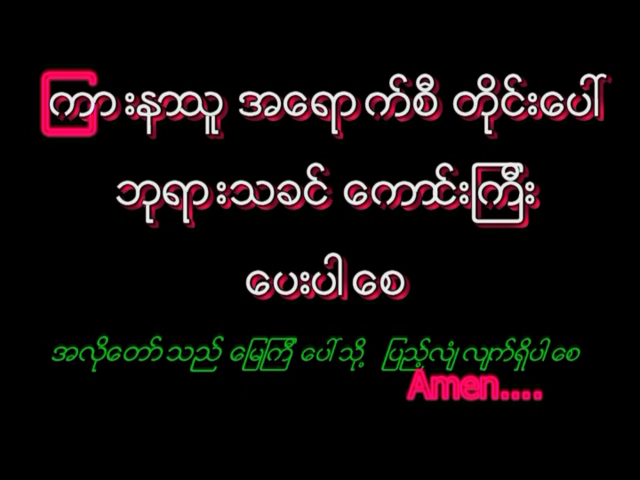 ကြားနာသူ အရောက်စီ တိုင်းပေါ်
ဘုရားသခင် ကောင်းကြီး
ပေးပါစေ
အလိုတော်သည် မြေကြီ ပေါ်သို့ ပြည့်လျှံ လျက်ရှိပါစေ
Amen....